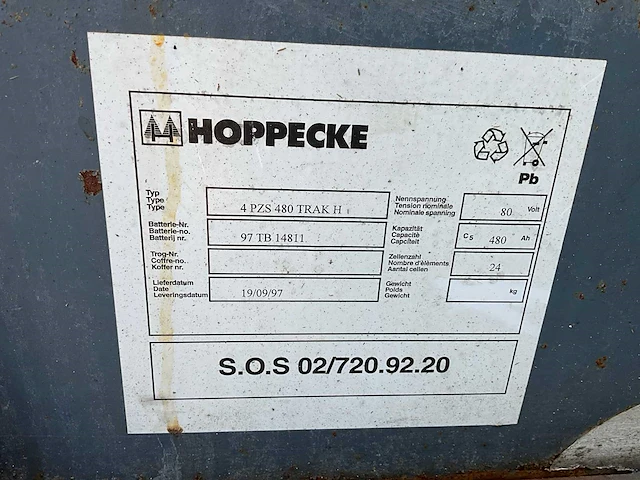 HOPPECKE
Pb
Typ
Type
Type
4 PZS 480 TRAK H
Nennspannung
Tension nominale
Nominale spanning
80 Volt
Batterie-Nr.
Batterie-no.
Batterij nr.
97 TB 14811
Kapazität
Capacité
Capciteit
C5 480 Ah
Trog-Nr.
Coffre-no.
Koffer nr.
Zellenzahl
Nombre d'élèments
Aantal cellen
24
Lieferdatum
Date
Leveringsdatum
19/09/97
Gewicht
Poids
Gewicht
kg
S.O.S 02/720.92.20